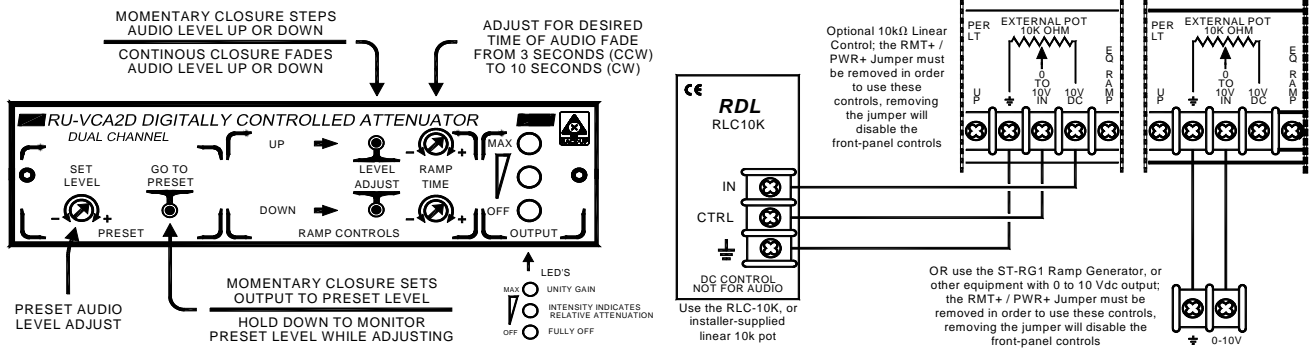 MOMENTARY CLOSURE STEPS
AUDIO LEVEL UP OR DOWN
CONTINOUS CLOSURE FADES
AUDIO LEVEL UP OR DOWN
ADJUST FOR DESIRED
TIME OF AUDIO FADE
FROM 3 SECONDS (CCW)
TO 10 SECONDS (CW)
RU-VCA2D DIGITALLY CONTROLLED ATTENUATOR
DUAL CHANNEL
SET
LEVEL
- +
GO TO
PRESET
PRESET
UP
DOWN
LEVEL
ADJUST
- +
RAMP
TIME
- +
RAMP CONTROLS
MAX
OFF
OUTPUT
RACK-UP
PRESET AUDIO
LEVEL ADJUST
MOMENTARY CLOSURE SETS
OUTPUT TO PRESET LEVEL
HOLD DOWN TO MONITOR
PRESET LEVEL WHILE ADJUSTING
LED'S
MAX UNITY GAIN
INTENSITY INDICATES
RELATIVE ATTENUATION
OFF FULLY OFF
CE
RDL
RLC10K
IN
CTRL
DC CONTROL
NOT FOR AUDIO
Use the RLC-10K, or
installer-supplied
linear 10k pot
Optional 10kΩ Linear
Control; the RMT+ /
PWR+ Jumper must
be removed in order
to use these
controls, removing
the jumper will
disable the
front-panel controls
PER
LT
EXTERNAL POT
10K OHM
UP
0
TO
10V
IN
10V
DC
EQ RAMP
PER
LT
EXTERNAL POT
10K OHM
UP
0
TO
10V
IN
10V
DC
EQ RAMP
OR use the ST-RG1 Ramp Generator, or
other equipment with 0 to 10 Vdc output;
the RMT+ / PWR+ Jumper must be
removed in order to use these controls,
removing the jumper will disable the
front-panel controls
0-10V